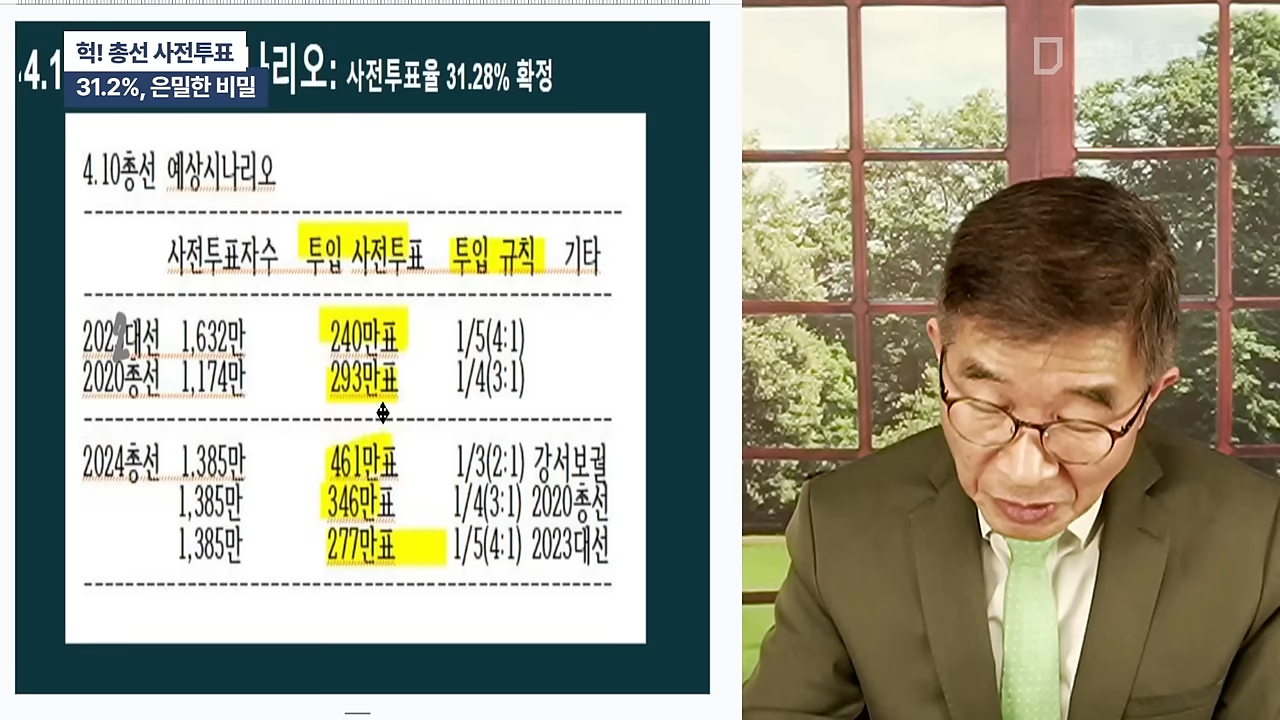 헉! 총선 사전투표
31.2%, 은밀한 비밀
나리오: 사전투표율 31.28% 확정
4.10총선 예상시나리오
사전투표자수 투입 사전투표 투입 규칙 기타
2022대선 1,632만 240만표 1/5(4:1)
2020총선 1,174만 293만표 1/4(3:1)
2024총선 1,385만 461만표 1/3(2:1) 강서보궐
1,385만 346만표 1/4(3:1) 2020총선
1,385만 277만표 1/5(4:1) 2023대선